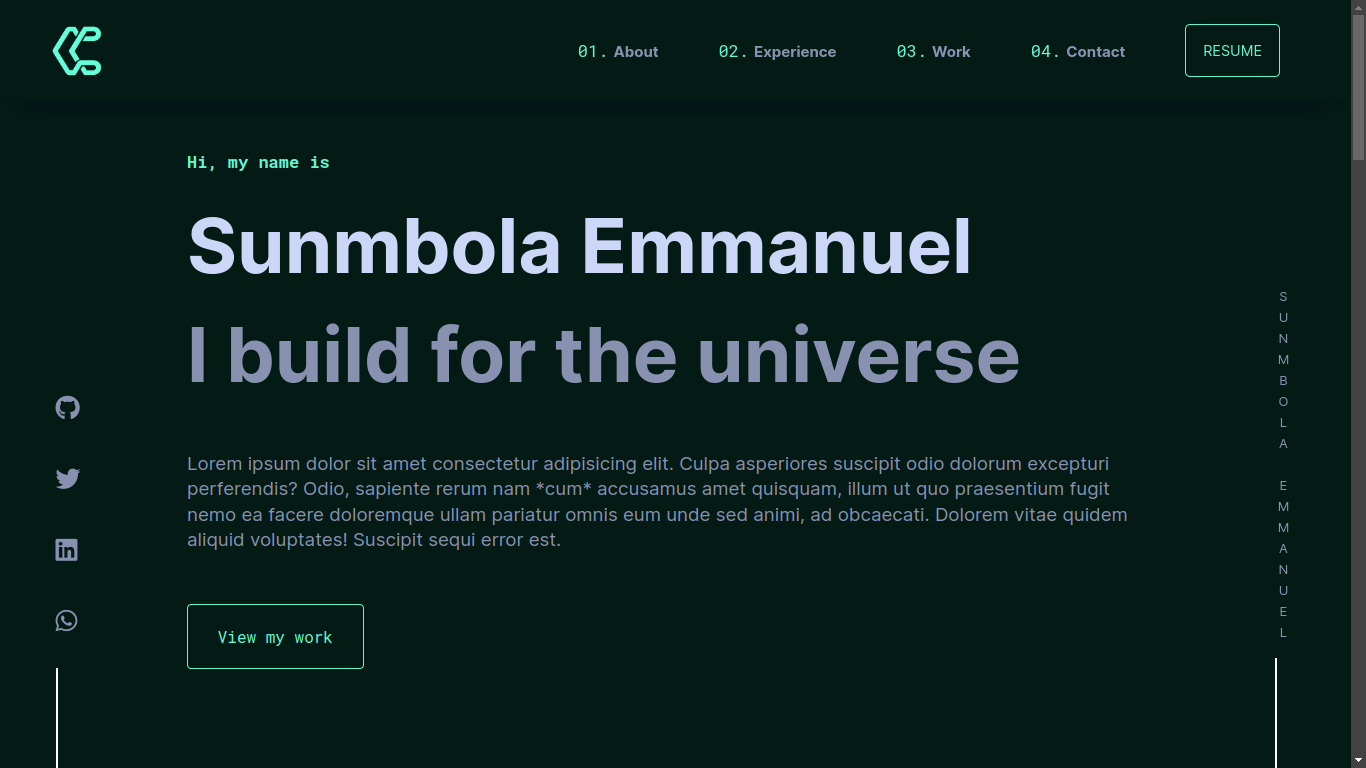 01. About
02. Experience
03. Work
04. Contact
RESUME
Hi, my name is
Sunmbola Emmanuel
I build for the universe
Lorem ipsum dolor sit amet consectetur adipisicing elit. Culpa asperiores suscipit odio dolorum excepturi
perferendis? Odio, sapiente rerum nam *cum* accusamus amet quisquam, illum ut quo praesentium fugit
nemo ea facere doloremque ullam pariatur omnis eum unde sed animi, ad obcaecati. Dolorem vitae quidem
aliquid voluptates! Suscipit sequi error est.
View my work
SUNMBOLA EMMANUEL